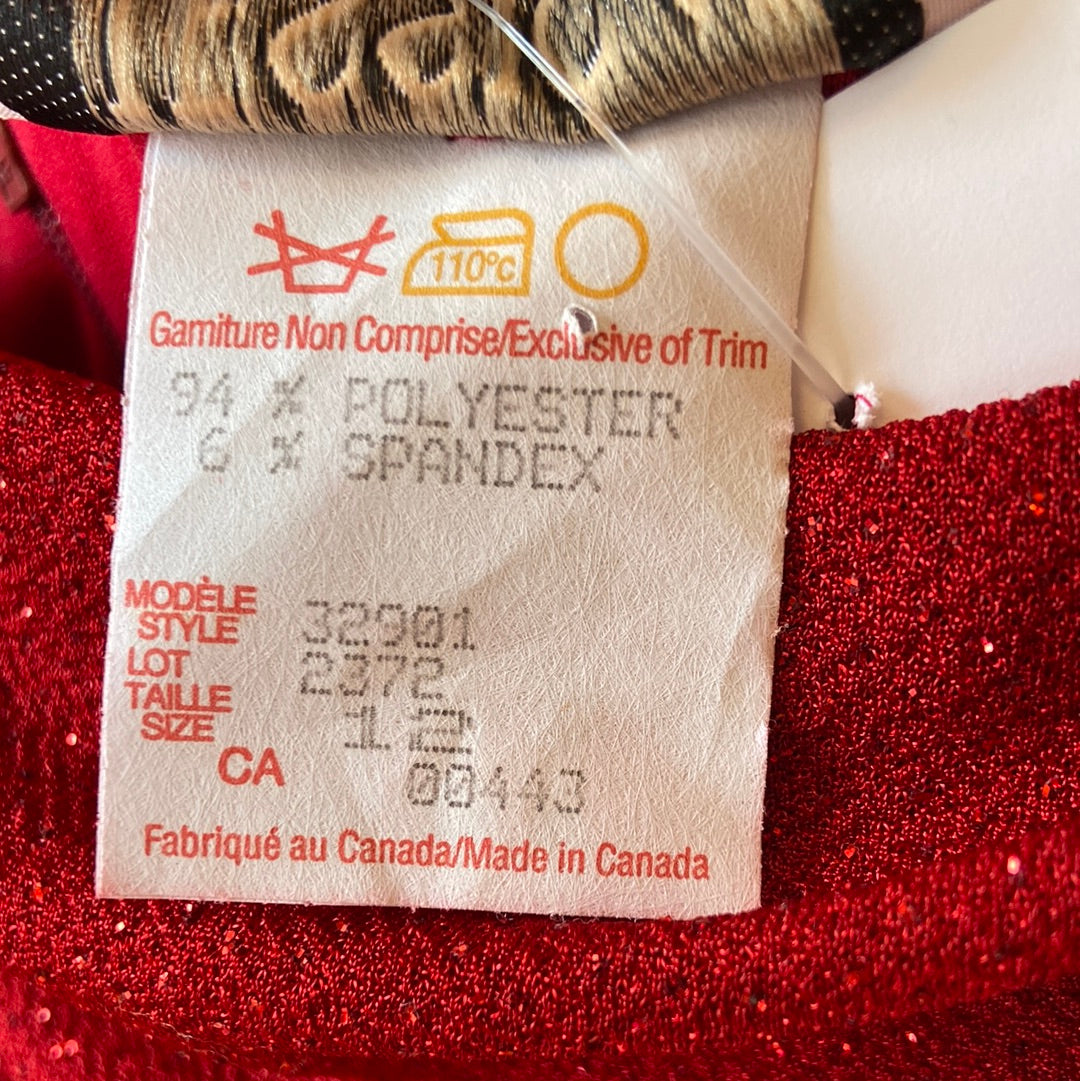 110°c
Garniture Non Comprise/Exclusive of Trim
94 % POLYESTER
6 % SPANDEX
MODÈLE
STYLE 32901
LOT 2372
TAILLE
SIZE 12
CA 00443
Fabriqué au Canada/Made in Canada